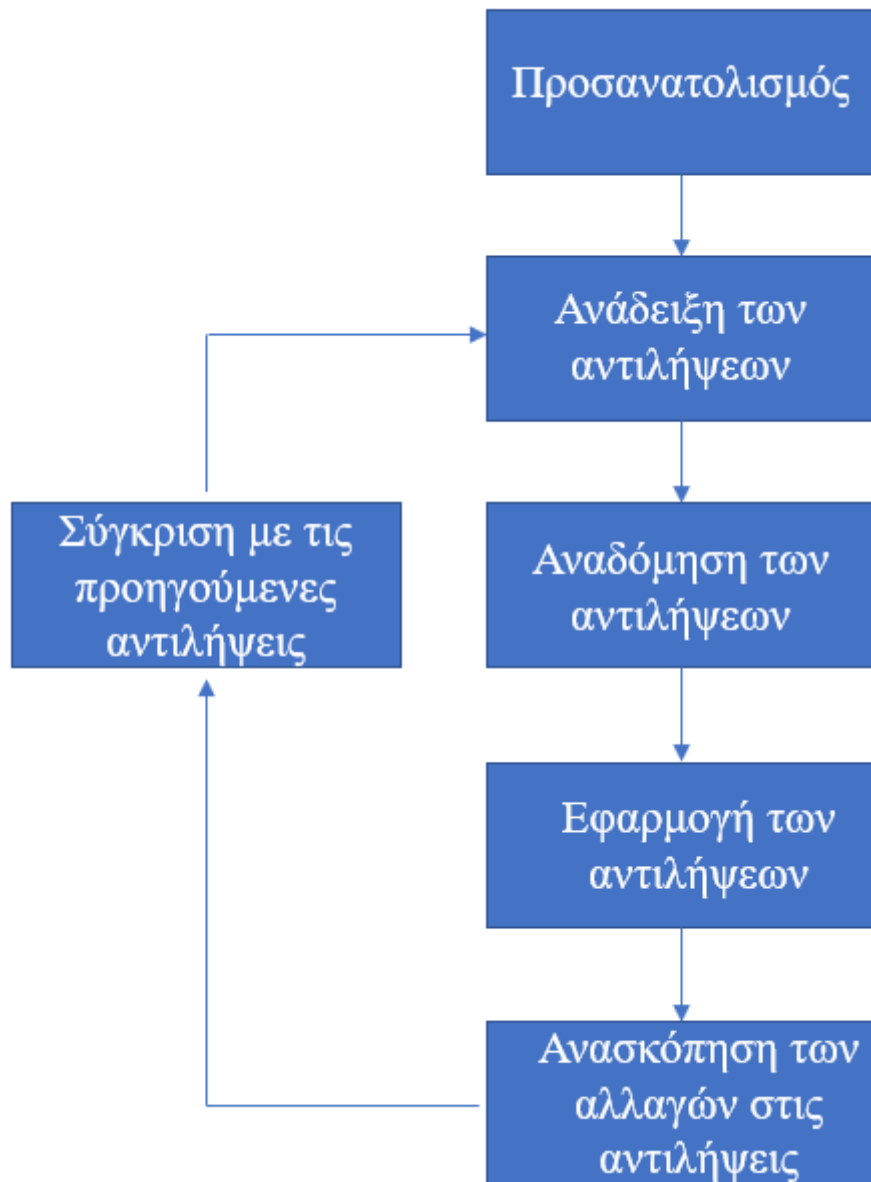 Προσανατολισμός
Ανάδειξη των
αντιλήψεων
Σύγκριση με τις
προηγούμενες
αντιλήψεις
Αναδόμηση των
αντιλήψεων
Εφαρμογή των
αντιλήψεων
Ανασκόπηση των
αλλαγών στις
αντιλήψεις